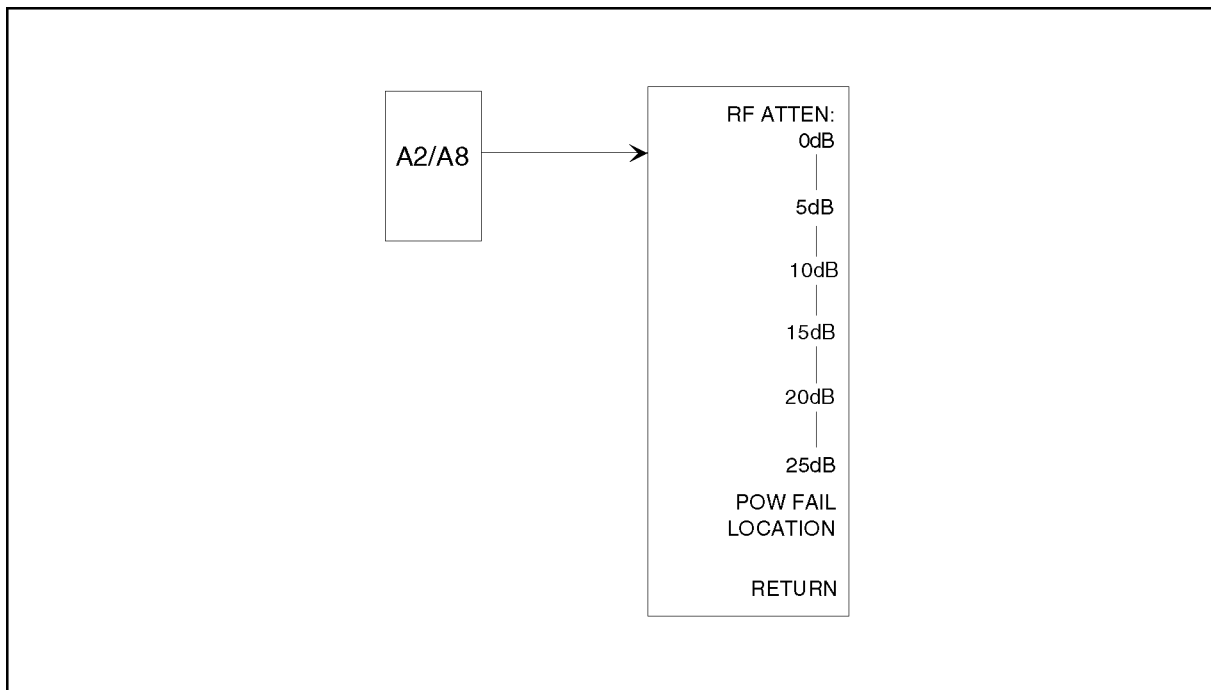 A2/A8
RF ATTEN:
0dB
5dB
10dB
15dB
20dB
25dB
POW FAIL
LOCATION
RETURN